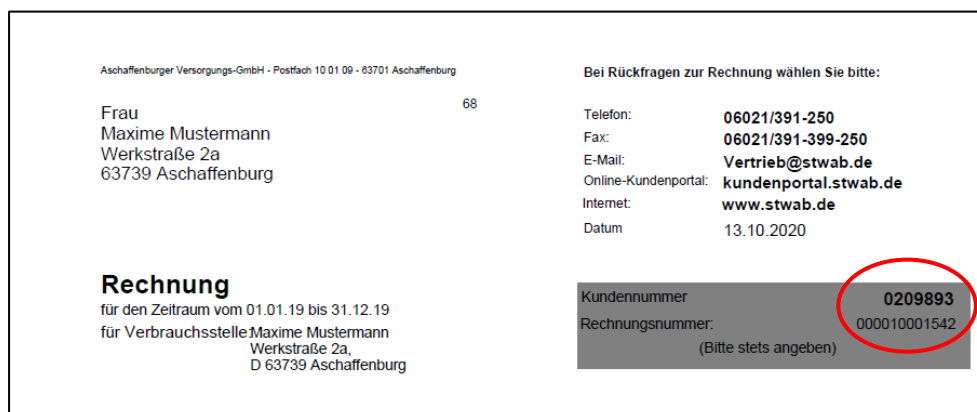 Aschaffenburger Versorgungs-GmbH - Postfach 10 01 09 - 63701 Aschaffenburg
68
Frau
Maxime Mustermann
Werkstraße 2a
63739 Aschaffenburg
Bei Rückfragen zur Rechnung wählen Sie bitte:
Telefon: 06021/391-250
Fax: 06021/391-399-250
E-Mail: Vertrieb@stwab.de
Online-Kundenportal: kundenportal.stwab.de
Internet: www.stwab.de
Datum 13.10.2020
Rechnung
für den Zeitraum vom 01.01.19 bis 31.12.19
für Verbrauchsstelle:Maxime Mustermann
Werkstraße 2a,
D 63739 Aschaffenburg
Kundennummer 0209893
Rechnungsnummer: 000010001542
(Bitte stets angeben)